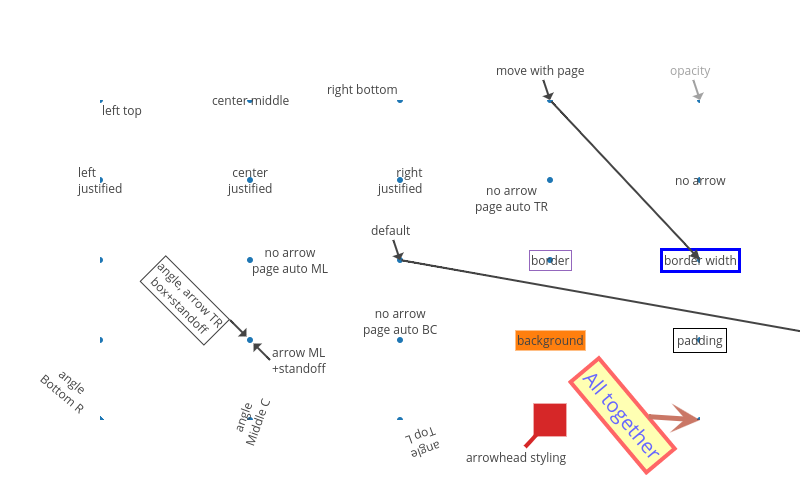 move with page
opacity
right bottom
center-middle
left top
left
justified
center
justified
right
justified
no arrow
no arrow
page auto TR
default
no arrow
page auto ML
border
border width
angle, arrow TR
box+standoff
no arrow
page auto BC
background
padding
arrow ML
+standoff
angle
Bottom R
angle
Middle C
angle
Top L
All together
arrowhead styling